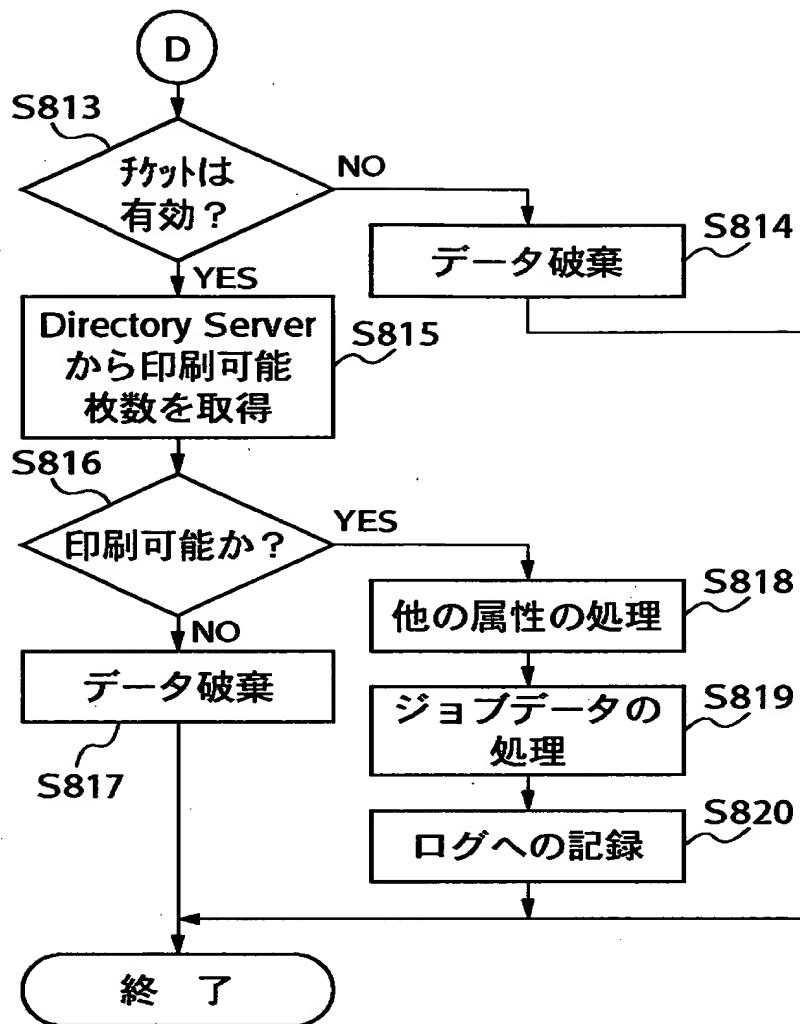 D
S813
ﾁｹｯﾄは
有効？
NO
YES
S814
データ破棄
Directory Server
から印刷可能
枚数を取得
S815
S816
印刷可能か？
YES
NO
S818
他の属性の処理
データ破棄
S817
S819
ジョブデータの
処理
S820
ログへの記録
終 了